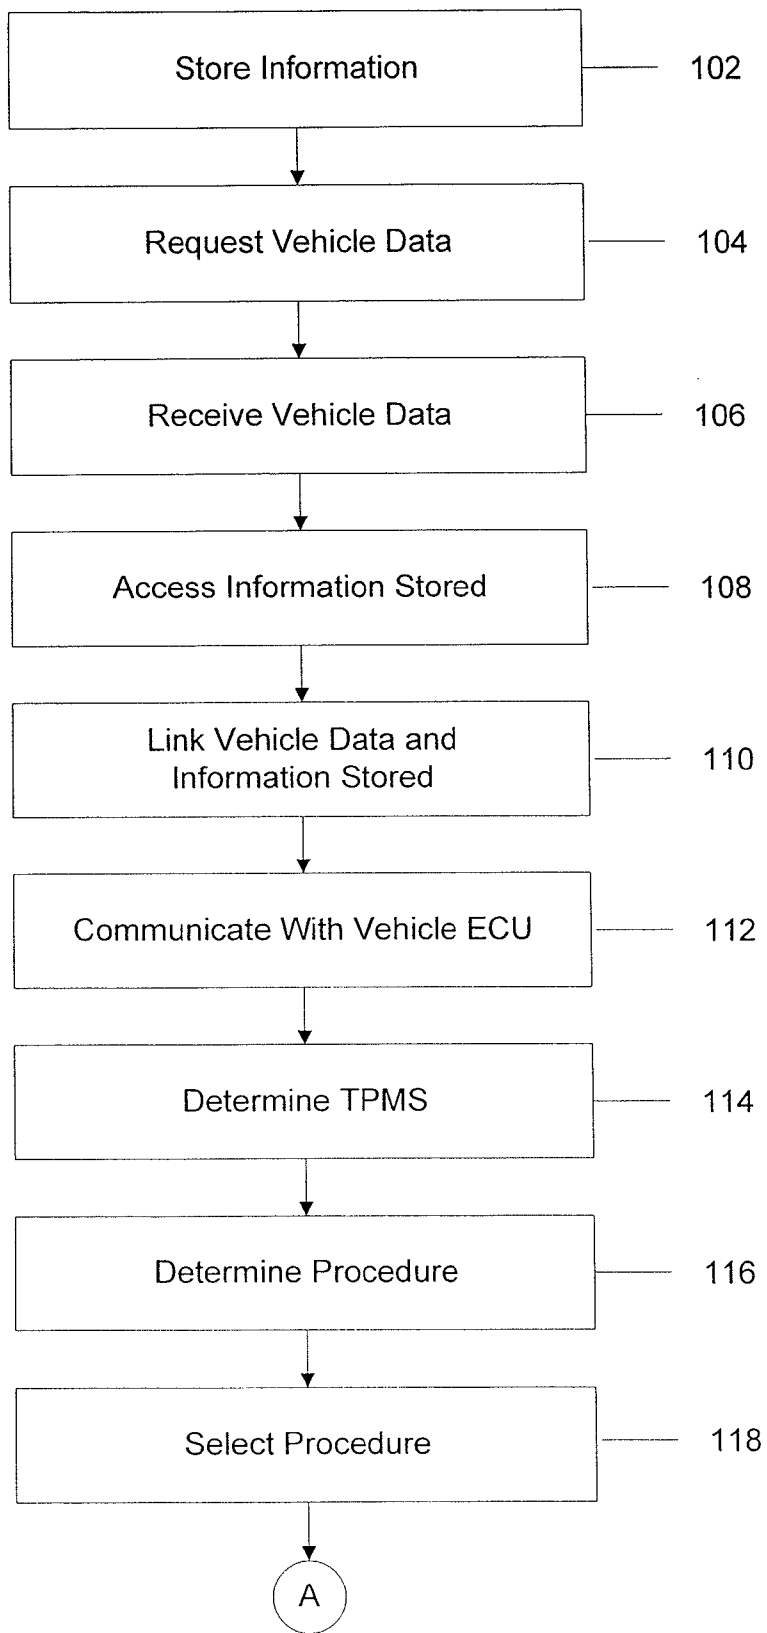 Store Information
102
Request Vehicle Data
104
Receive Vehicle Data
106
Access Information Stored
108
Link Vehicle Data and
Information Stored
110
Communicate With Vehicle ECU
112
Determine TPMS
114
Determine Procedure
116
Select Procedure
118
A